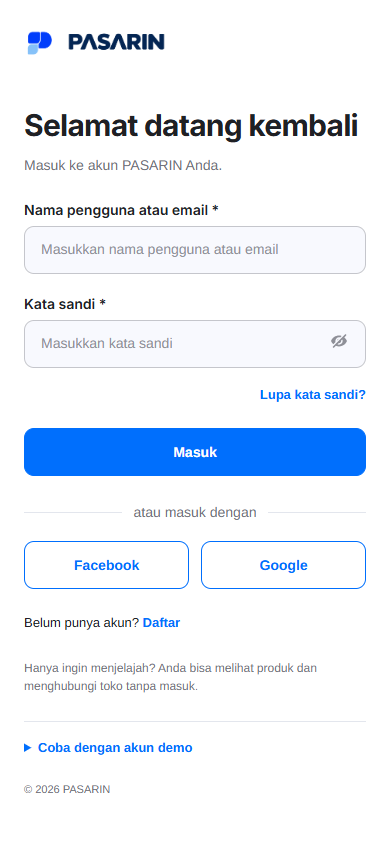 PASARIN
Selamat datang kembali
Masuk ke akun PASARIN Anda.
Nama pengguna atau email *
Masukkan nama pengguna atau email
Kata sandi *
Masukkan kata sandi
Lupa kata sandi?
Masuk
atau masuk dengan
Facebook
Google
Belum punya akun? Daftar
Hanya ingin menjelajah? Anda bisa melihat produk dan
menghubungi toko tanpa masuk.
Coba dengan akun demo
© 2026 PASARIN